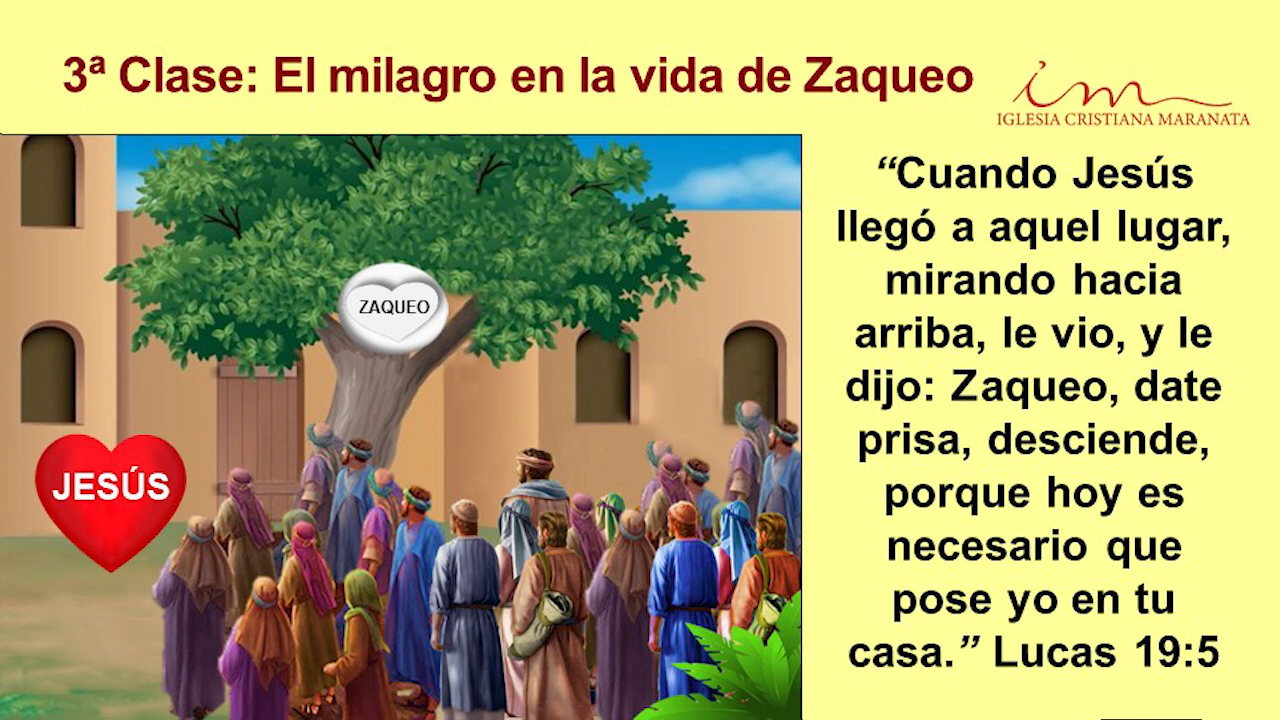 3ª Clase: El milagro en la vida de Zaqueo
im
IGLESIA CRISTIANA MARANATA
ZAQUEO
JESÚS
“Cuando Jesús
llegó a aquel lugar,
mirando hacia
arriba, le vio, y le
dijo: Zaqueo, date
prisa, desciende,
porque hoy es
necesario que
pose yo en tu
casa.” Lucas 19:5